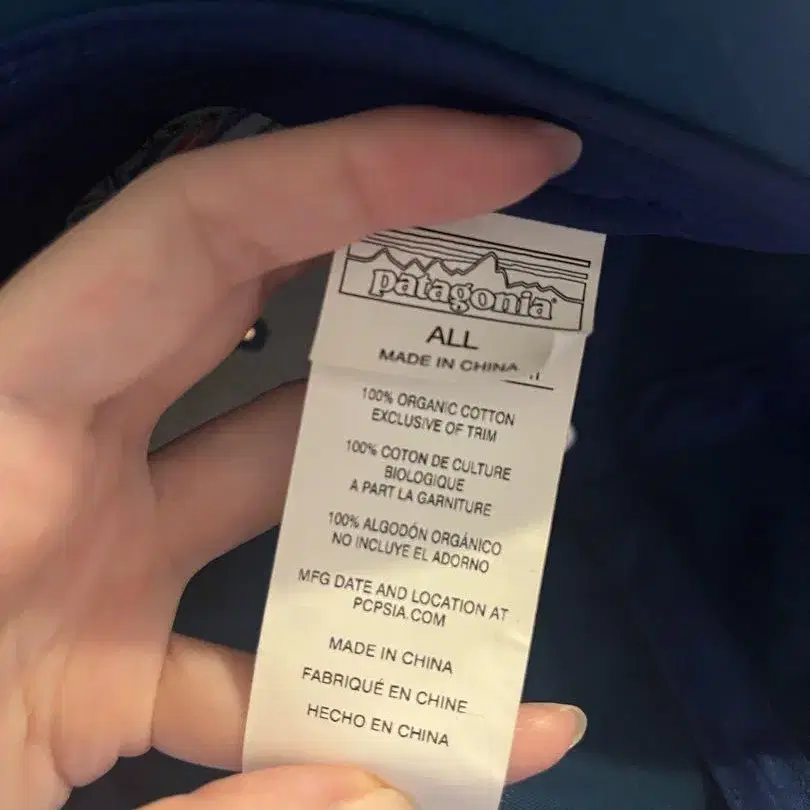 patagonia
ALL
MADE IN CHINA
100% ORGANIC COTTON
EXCLUSIVE OF TRIM
100% COTON DE CULTURE
BIOLOGIQUE
A PART LA GARNITURE
100% ALGODÓN ORGÁNICO
NO INCLUYE EL ADORNO
MFG DATE AND LOCATION AT
PCPSIA.COM
MADE IN CHINA
FABRIQUÉ EN CHINE
HECHO EN CHINA